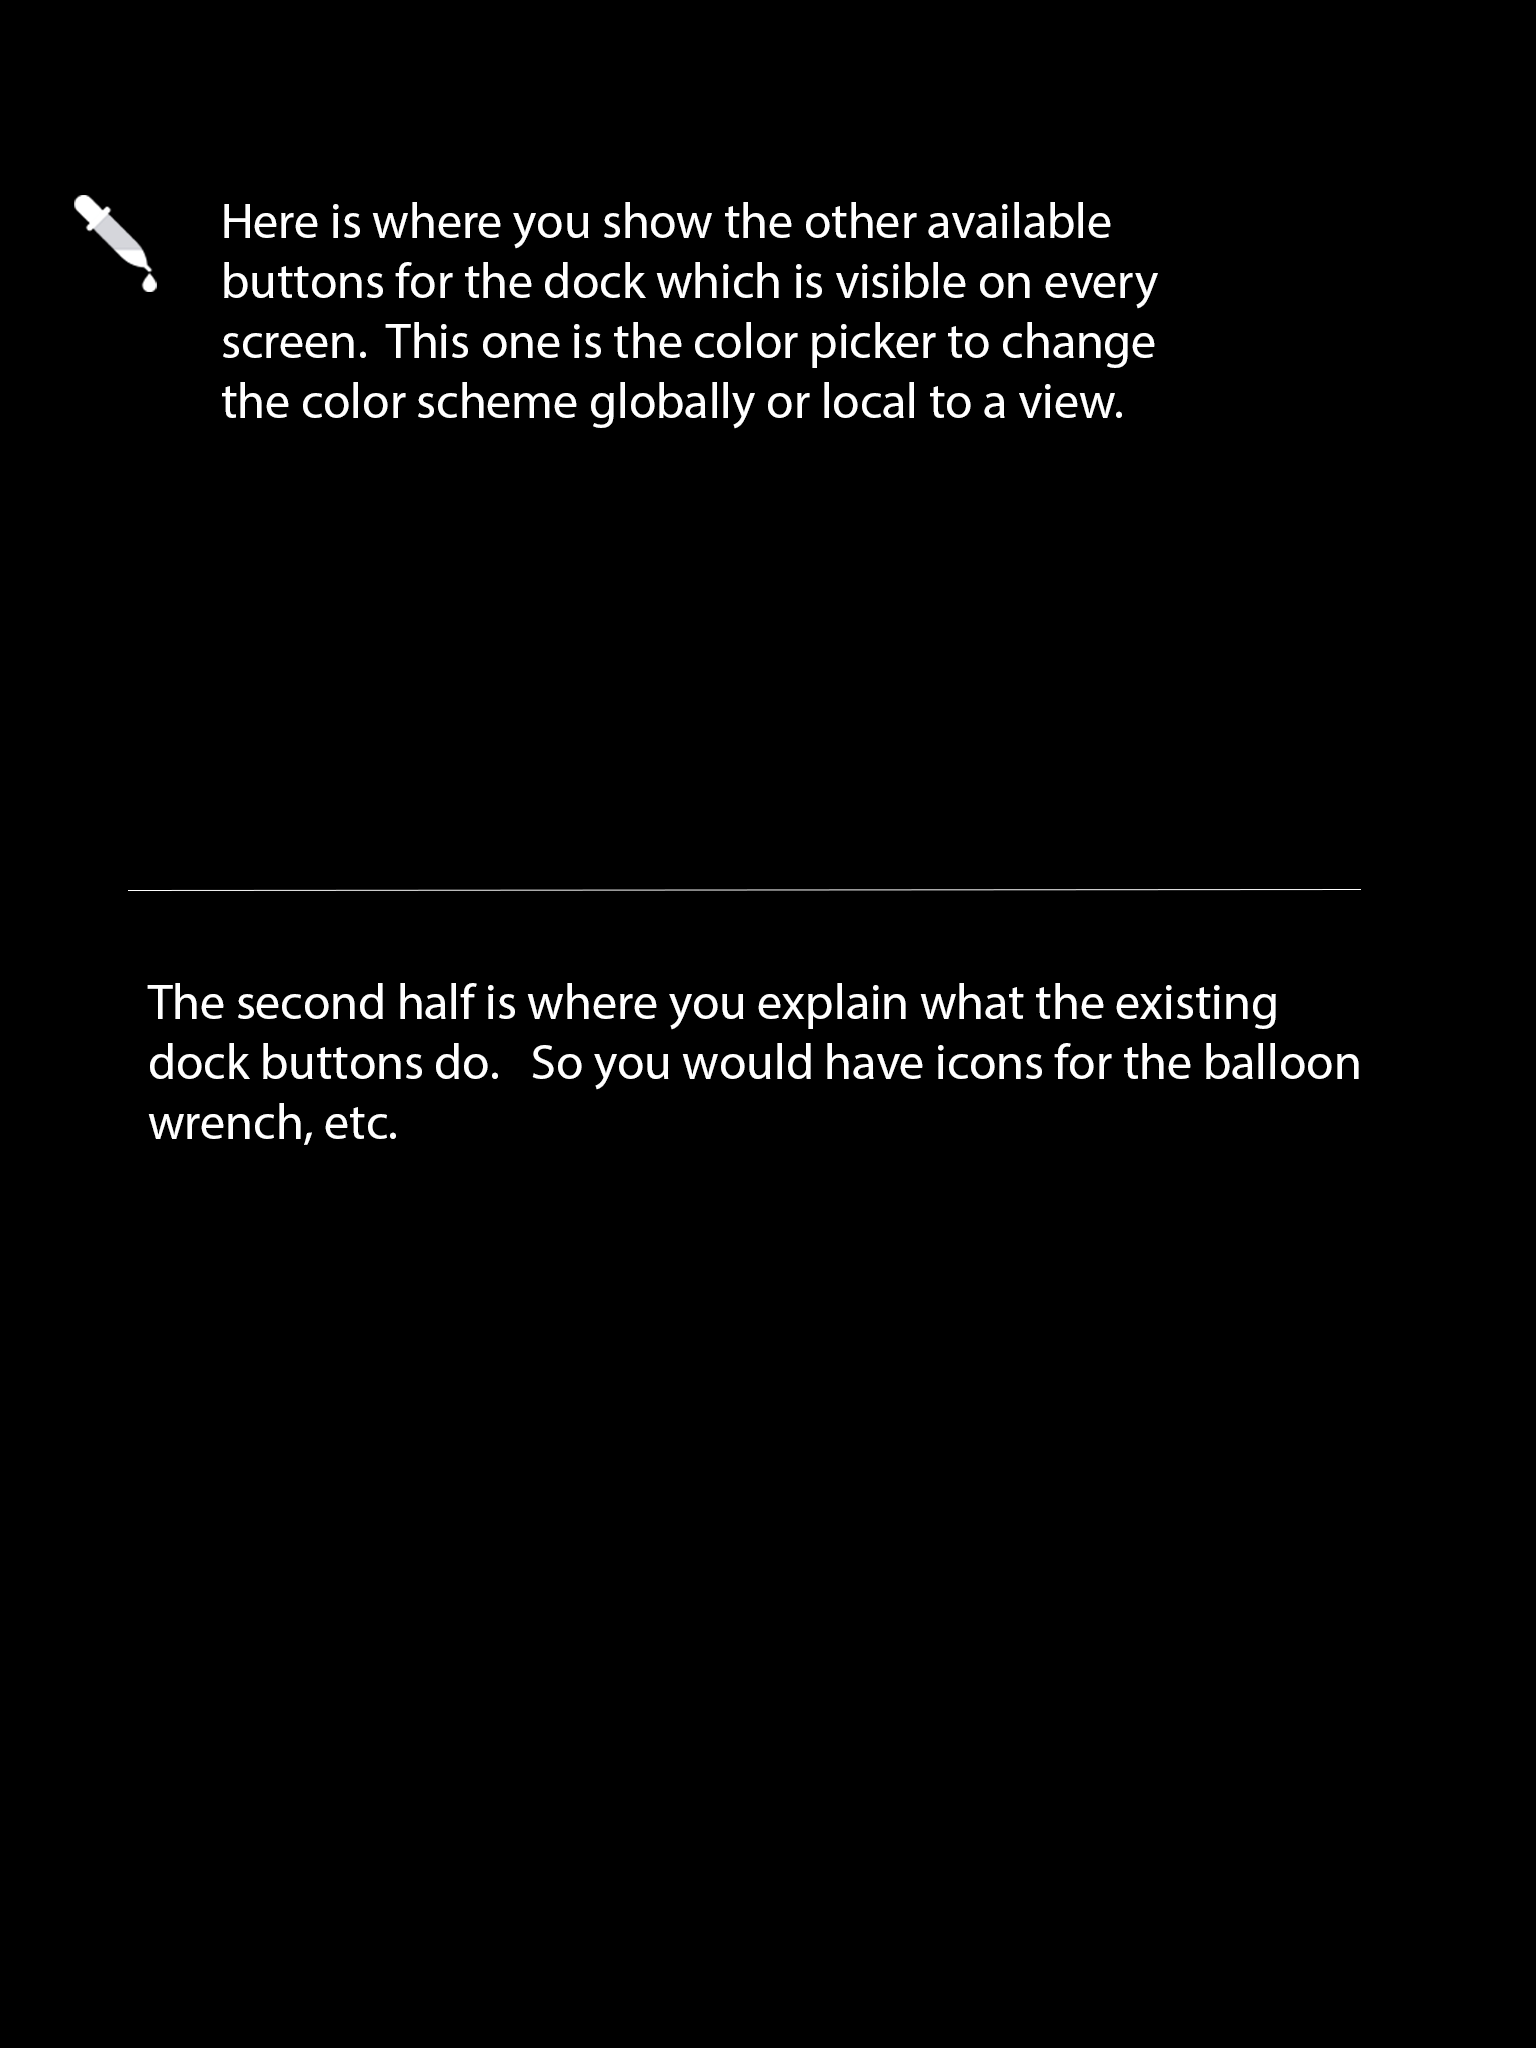 Here is where you show the other available
buttons for the dock which is visible on every
screen.  This one is the color picker to change
the color scheme globally or local to a view.
The second half is where you explain what the existing
dock buttons do.   So you would have icons for the balloon
wrench, etc.